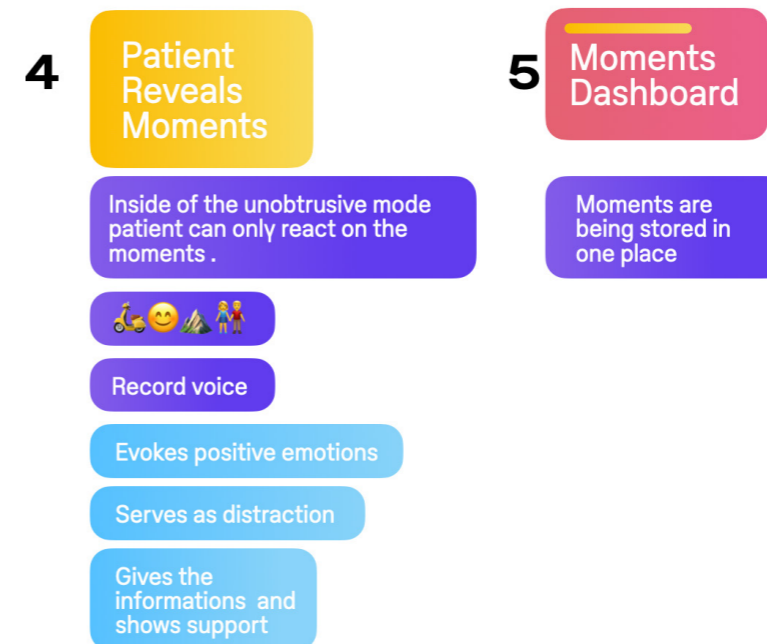 4
Patient
Reveals
Moments
Inside of the unobtrusive mode
patient can only react on the
moments .
🛵😊⛰️👫
Record voice
Evokes positive emotions
Serves as distraction
Gives the
informations and
shows support
5
Moments
Dashboard
Moments are
being stored in
one place